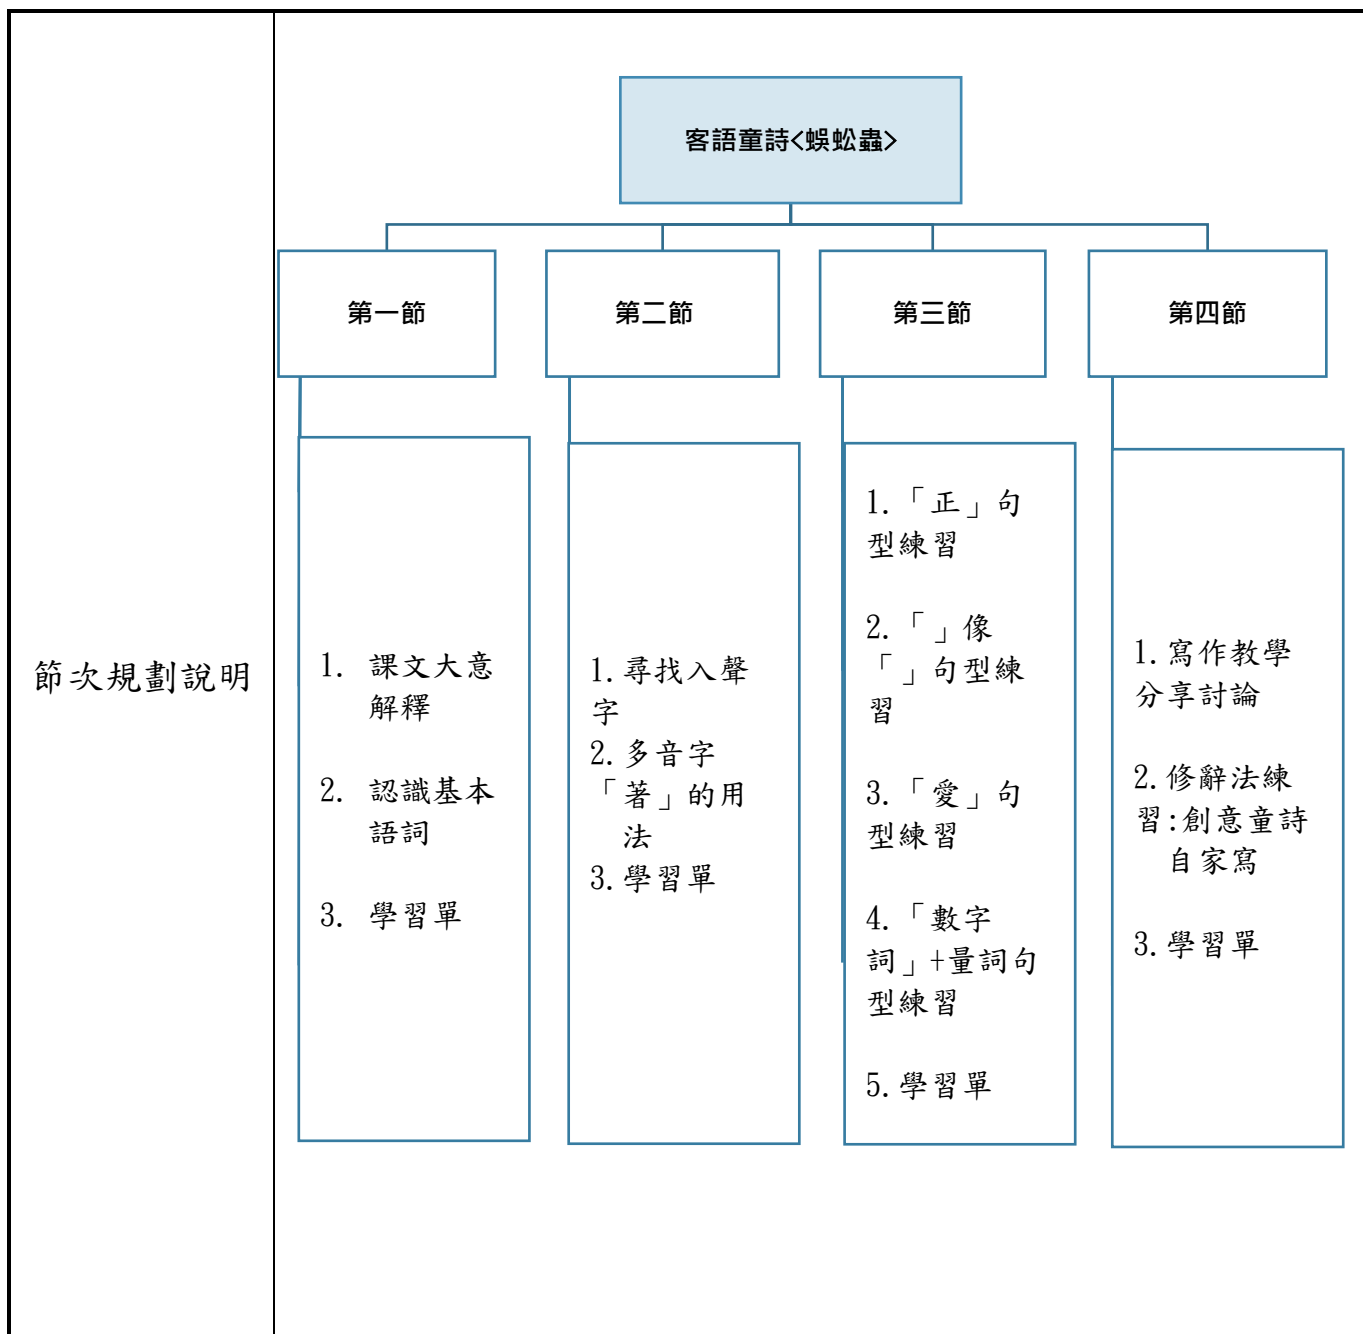 節次規劃說明
客語童詩<蜈蚣蟲>
第一節
第二節
第三節
第四節
1. 課文大意
解釋
2. 認識基本
語詞
3. 學習單
1.尋找入聲
字
2.多音字
「著」的用
法
3.學習單
1.「正」句
型練習
2.「」像
「」句型練
習
3.「愛」句
型練習
4.「數字
詞」+量詞句
型練習
5.學習單
1.寫作教學
分享討論
2.修辭法練
習:創意童詩
自家寫
3.學習單